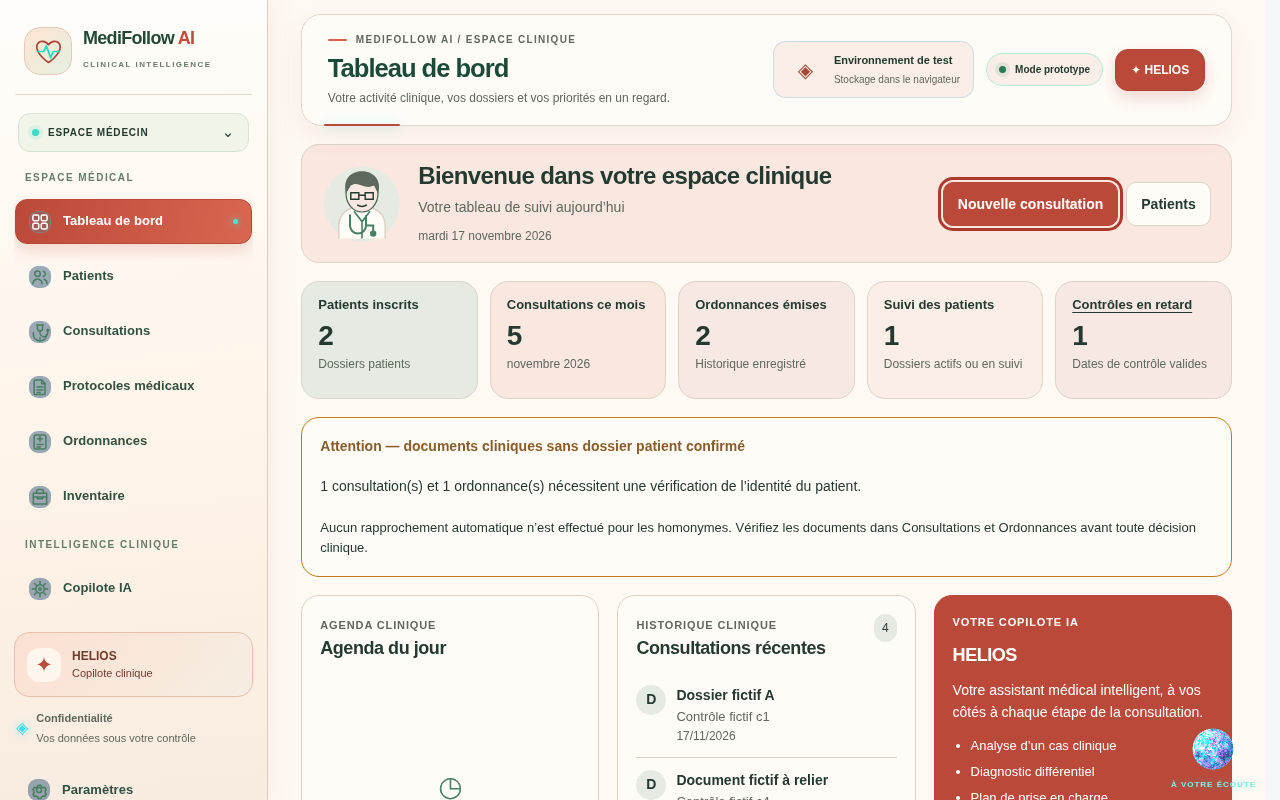 MediFollow AI
CLINICAL INTELLIGENCE
ESPACE MÉDECIN
ESPACE MÉDICAL
Tableau de bord
Patients
Consultations
Protocoles médicaux
Ordonnances
Inventaire
INTELLIGENCE CLINIQUE
Copilote IA
HELIOS
Copilote clinique
Confidentialité
Vos données sous votre contrôle
Paramètres
MEDIFOLLOW AI / ESPACE CLINIQUE
Tableau de bord
Votre activité clinique, vos dossiers et vos priorités en un regard.
Environnement de test
Stockage dans le navigateur
Mode prototype
✦ HELIOS
Bienvenue dans votre espace clinique
Votre tableau de suivi aujourd’hui
mardi 17 novembre 2026
Nouvelle consultation
Patients
Patients inscrits
2
Dossiers patients
Consultations ce mois
5
novembre 2026
Ordonnances émises
2
Historique enregistré
Suivi des patients
1
Dossiers actifs ou en suivi
Contrôles en retard
1
Dates de contrôle valides
Attention — documents cliniques sans dossier patient confirmé
1 consultation(s) et 1 ordonnance(s) nécessitent une vérification de l’identité du patient.
Aucun rapprochement automatique n’est effectué pour les homonymes. Vérifiez les documents dans Consultations et Ordonnances avant toute décision
clinique.
AGENDA CLINIQUE
Agenda du jour
HISTORIQUE CLINIQUE
4
Consultations récentes
D
Dossier fictif A
Contrôle fictif c1
17/11/2026
D
Document fictif à relier
Contrôle fictif c4
VOTRE COPILOTE IA
HELIOS
Votre assistant médical intelligent, à vos
côtés à chaque étape de la consultation.
• Analyse d’un cas clinique
• Diagnostic différentiel
• Plan de prise en charge
À VOTRE ÉCOUTE